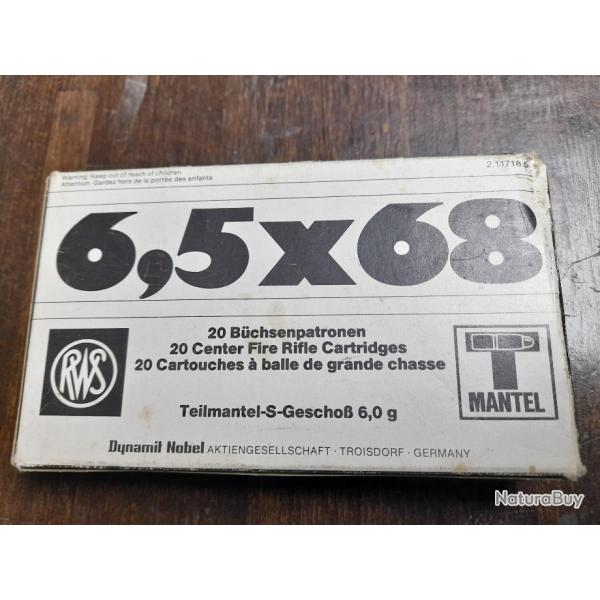 Warning: Keep out of reach of children
Attention: Gardez hors de la portée des enfants
2.117185
6,5x68
20 Büchsenpatronen
20 Center Fire Rifle Cartridges
20 Cartouches à balle de grande chasse
RWS
T
MANTEL
Teilmantel-S-Geschoß 6,0 g
Dynamit Nobel AKTIENGESELLSCHAFT · TROISDORF · GERMANY
NaturaBuy